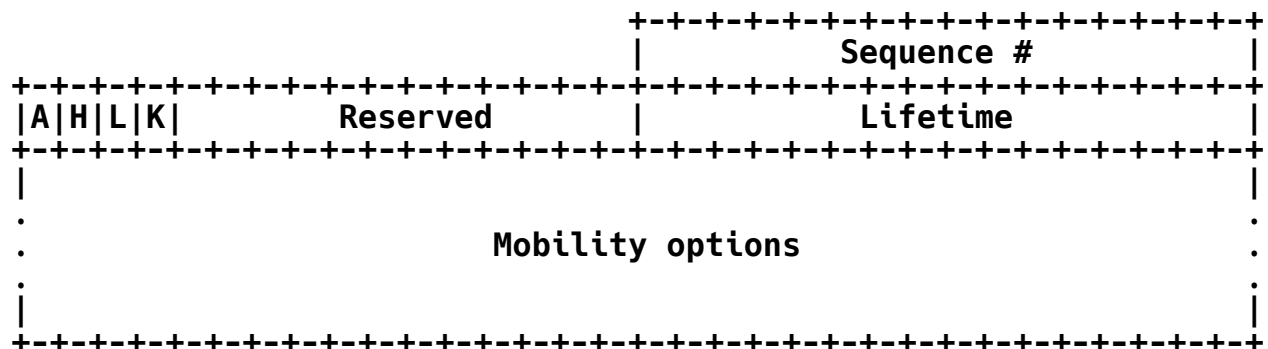 +-+-+-+-+-+-+-+-+-+-+-+-+-+-+-+-+
|          Sequence #           |
+-+-+-+-+-+-+-+-+-+-+-+-+-+-+-+-+-+-+-+-+-+-+-+-+-+-+-+-+-+-+-+-+
|A|H|L|K|        Reserved       |           Lifetime            |
+-+-+-+-+-+-+-+-+-+-+-+-+-+-+-+-+-+-+-+-+-+-+-+-+-+-+-+-+-+-+-+-+
|                                                               |
.                                                               .
.                        Mobility options                       .
.                                                               .
|                                                               |
+-+-+-+-+-+-+-+-+-+-+-+-+-+-+-+-+-+-+-+-+-+-+-+-+-+-+-+-+-+-+-+-+